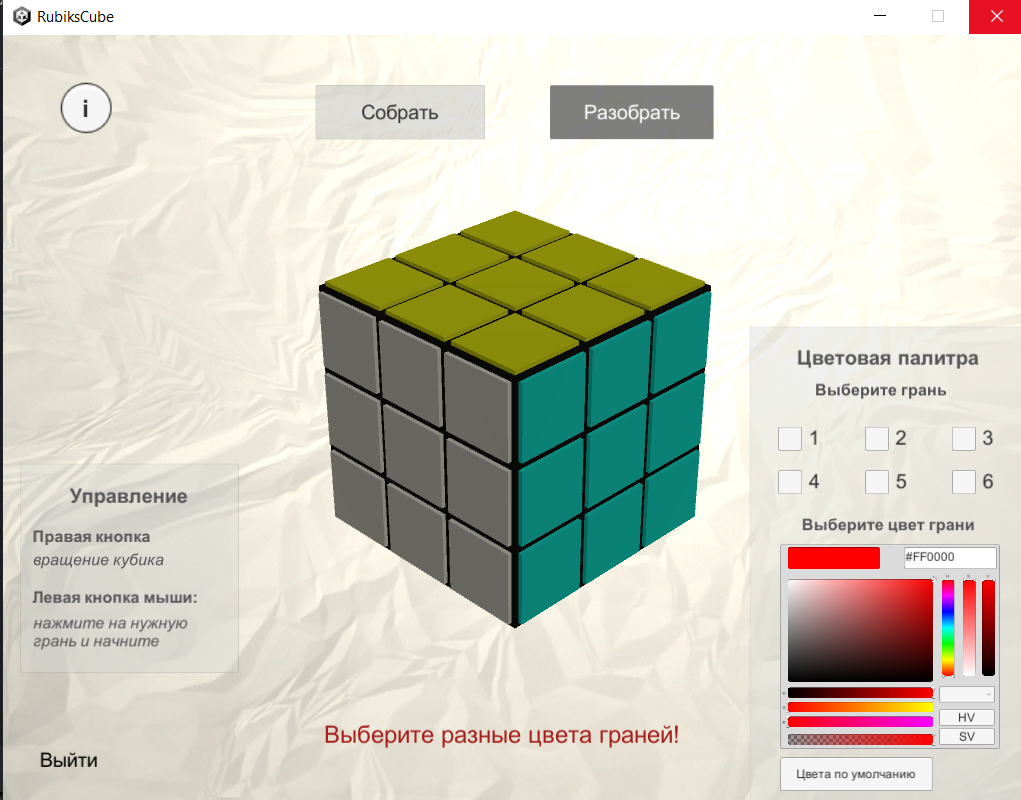 RubiksCube
i
Собрать
Разобрать
Цветовая палитра
Выберите грань
1
2
3
4
5
6
Управление
Правая кнопка
вращение кубика
Левая кнопка мыши:
нажмите на нужную
грань и начните
Выберите цвет грани
#FF0000
HV
SV
Выберите разные цвета граней!
Выйти
Цвета по умолчанию